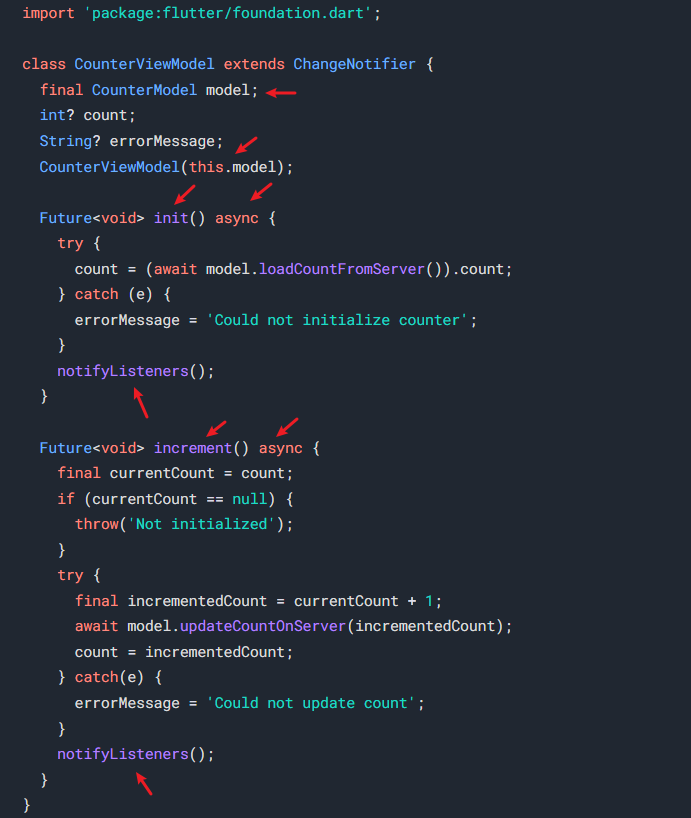 import 'package:flutter/foundation.dart';
class CounterViewModel extends ChangeNotifier {
  final CounterModel model;
  int? count;
  String? errorMessage;
  CounterViewModel(this.model);
  Future<void> init() async {
    try {
      count = (await model.loadCountFromServer()).count;
    } catch (e) {
      errorMessage = 'Could not initialize counter';
    }
    notifyListeners();
  }
  Future<void> increment() async {
    final currentCount = count;
    if (currentCount == null) {
      throw('Not initialized');
    }
    try {
      final incrementedCount = currentCount + 1;
      await model.updateCountOnServer(incrementedCount);
      count = incrementedCount;
    } catch(e) {
      errorMessage = 'Could not update count';
    }
    notifyListeners();
  }
}